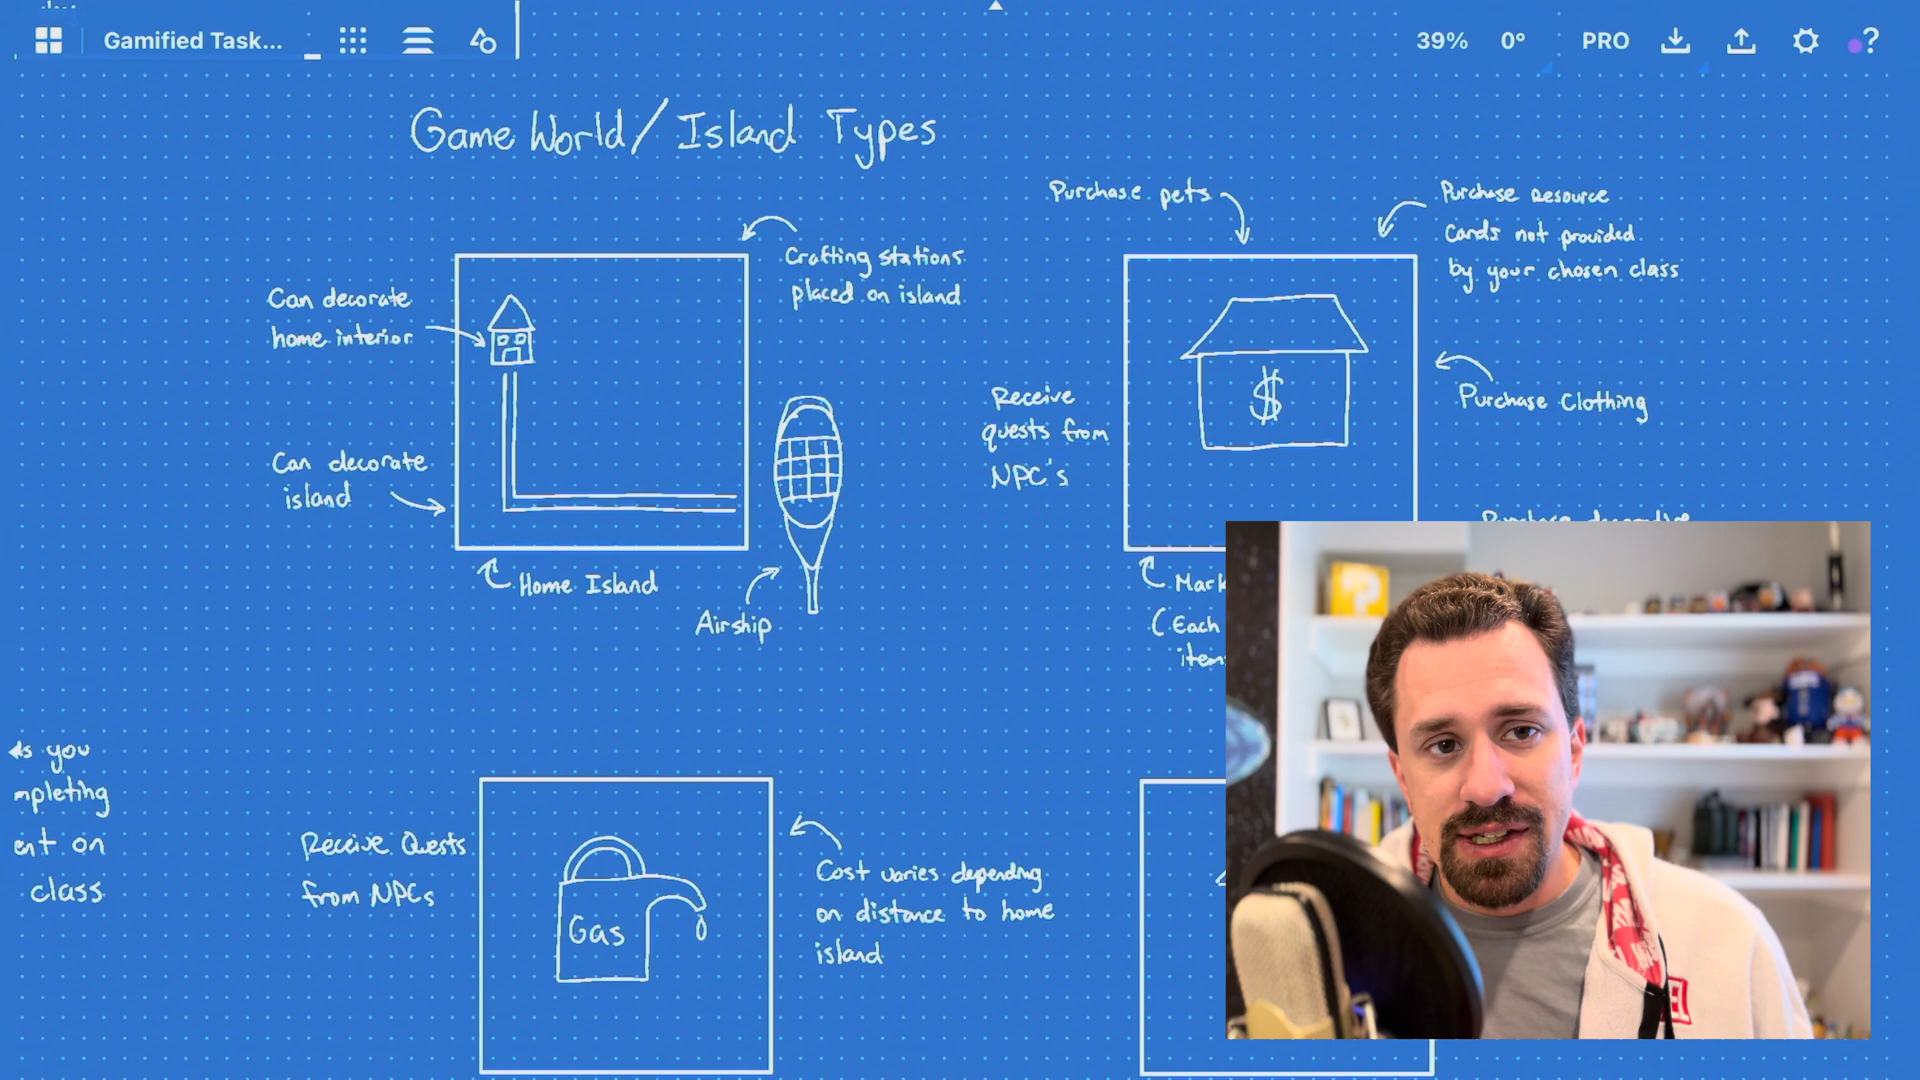 Gamified Task...
39%
0°
PRO
?
Game World/Island Types
Purchase pets
Purchase Resource
Cards not provided
by your chosen class
Crafting stations
placed on island
Can decorate
home interior
Purchase Clothing
Receive
quests from
NPC's
$
Can decorate
island
Home Island
Airship
(Each
As you
mpleting
ent on
class
Receive Quests
from NPCs
Gas
Cost varies depending
on distance to home
island
?